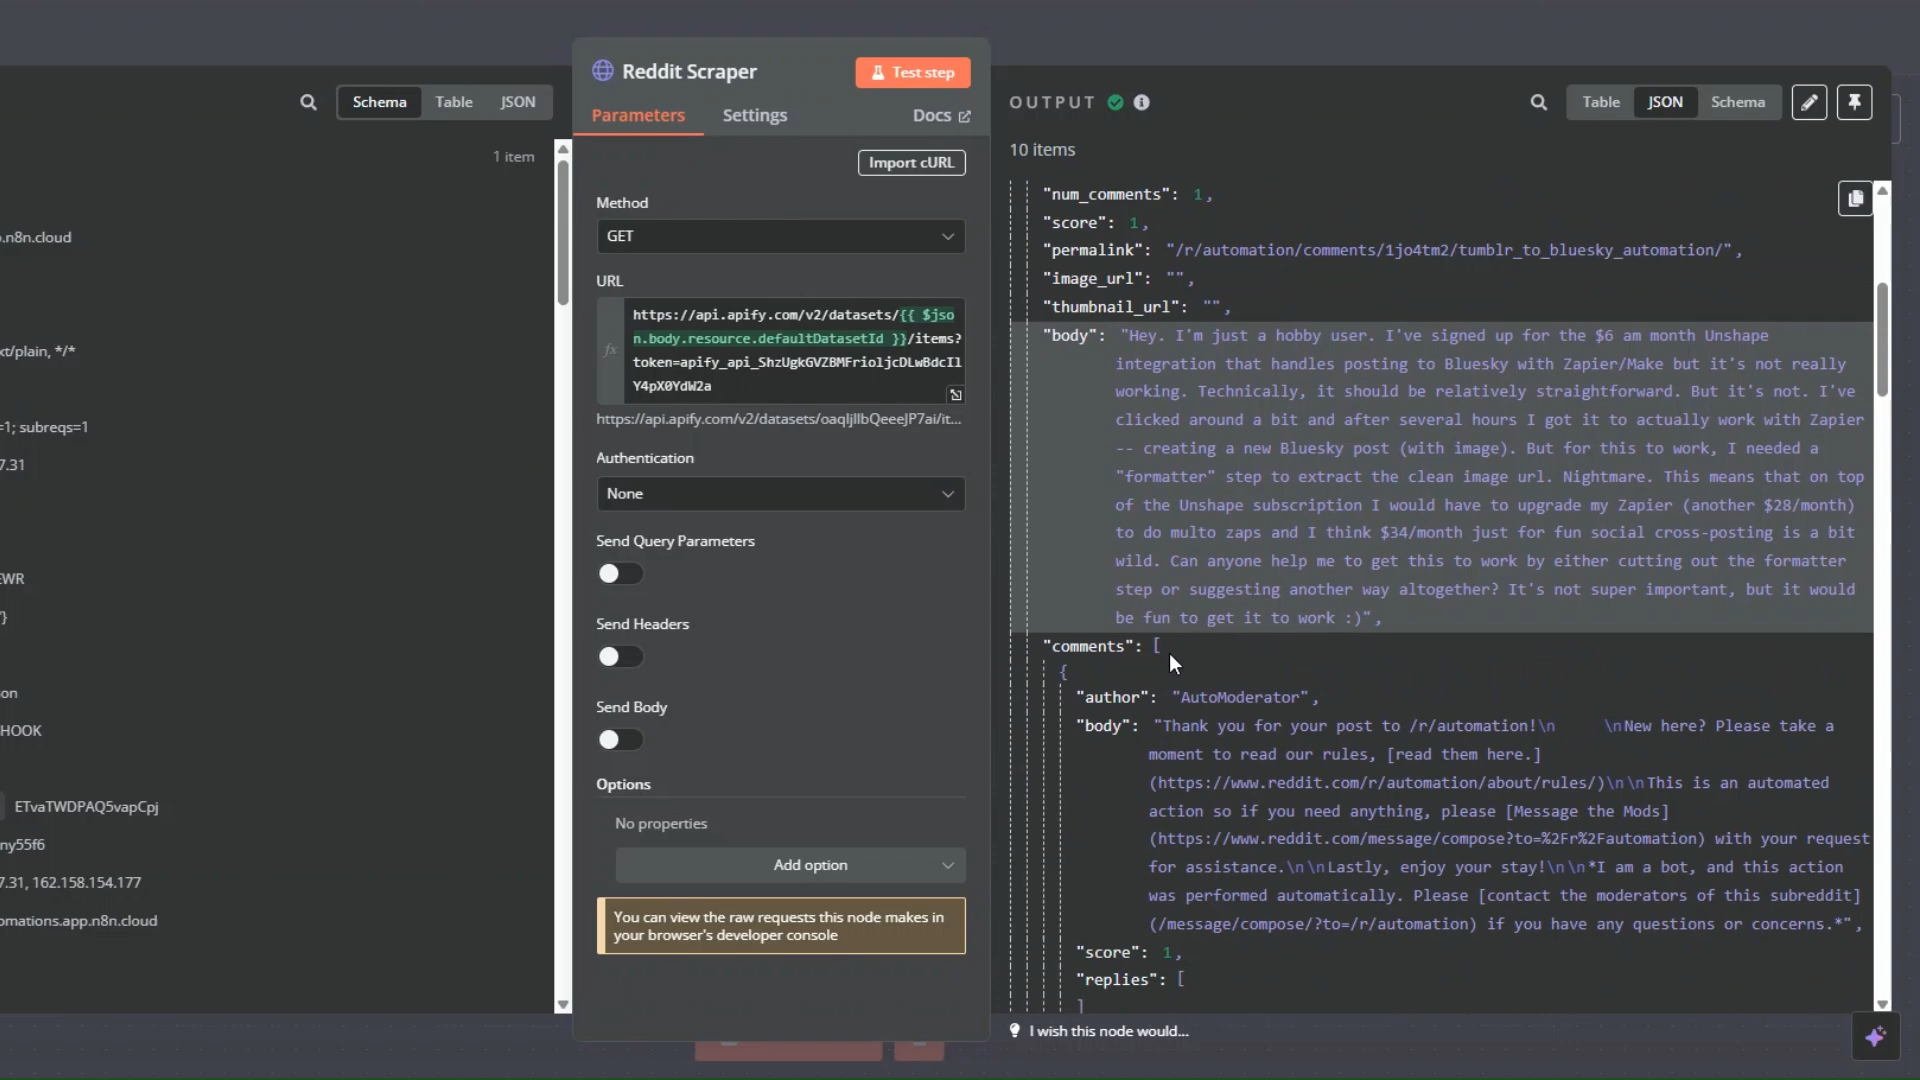 Schema
Table
JSON
1 item
.n8n.cloud
xt/plain, */*
=1; subreqs=1
7.31
EWR
"}
on
HOOK
ETvaTWDPAQ5vapCpj
ny55f6
7.31, 162.158.154.177
omations.app.n8n.cloud
Reddit Scraper
Test step
Parameters
Settings
Docs
Import cURL
Method
GET
URL
fx
https://api.apify.com/v2/datasets/{{ $jso
n.body.resource.defaultDatasetId }}/items?
token=apify_api_ShzUgkGVZBMFrioljcDLwBdcIl
Y4pX0YdW2a
https://api.apify.com/v2/datasets/oaqIjllbQeeeJP7ai/it...
Authentication
None
Send Query Parameters
Send Headers
Send Body
Options
No properties
Add option
You can view the raw requests this node makes in
your browser's developer console
OUTPUT
Table
JSON
Schema
10 items
"num_comments": 1,
"score": 1,
"permalink": "/r/automation/comments/1jo4tm2/tumblr_to_bluesky_automation/",
"image_url": "",
"thumbnail_url": "",
"body": "Hey. I'm just a hobby user. I've signed up for the $6 am month Unshape
integration that handles posting to Bluesky with Zapier/Make but it's not really
working. Technically, it should be relatively straightforward. But it's not. I've
clicked around a bit and after several hours I got it to actually work with Zapier
-- creating a new Bluesky post (with image). But for this to work, I needed a
"formatter" step to extract the clean image url. Nightmare. This means that on top
of the Unshape subscription I would have to upgrade my Zapier (another $28/month)
to do multo zaps and I think $34/month just for fun social cross-posting is a bit
wild. Can anyone help me to get this to work by either cutting out the formatter
step or suggesting another way altogether? It's not super important, but it would
be fun to get it to work :)",
"comments": [
{
"author": "AutoModerator",
"body": "Thank you for your post to /r/automation!\n \nNew here? Please take a
moment to read our rules, [read them here.]
(https://www.reddit.com/r/automation/about/rules/)\n\nThis is an automated
action so if you need anything, please [Message the Mods]
(https://www.reddit.com/message/compose?to=%2Fr%2Fautomation) with your request
for assistance.\n\nLastly, enjoy your stay!\n\n*I am a bot, and this action
was performed automatically. Please [contact the moderators of this subreddit]
(/message/compose/?to=/r/automation) if you have any questions or concerns.*",
"score": 1,
"replies": [
]
I wish this node would...